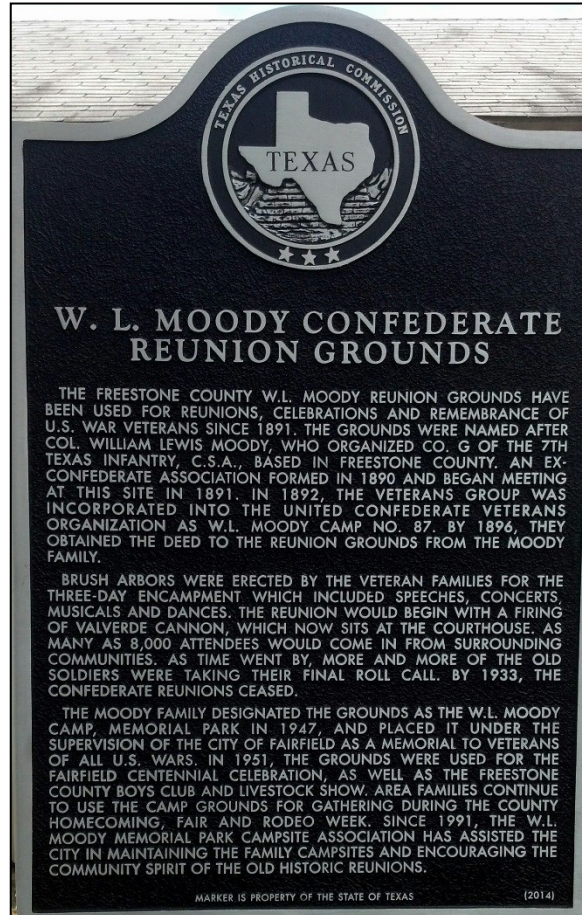 TEXAS HISTORICAL COMMISSION
TEXAS
W. L. MOODY CONFEDERATE
REUNION GROUNDS
THE FREESTONE COUNTY W.L. MOODY REUNION GROUNDS HAVE
BEEN USED FOR REUNIONS, CELEBRATIONS AND REMEMBRANCE OF
U.S. WAR VETERANS SINCE 1891. THE GROUNDS WERE NAMED AFTER
COL. WILLIAM LEWIS MOODY, WHO ORGANIZED CO. G OF THE 7TH
TEXAS INFANTRY, C.S.A., BASED IN FREESTONE COUNTY. AN EX-
CONFEDERATE ASSOCIATION FORMED IN 1890 AND BEGAN MEETING
AT THIS SITE IN 1891. IN 1892, THE VETERANS GROUP WAS
INCORPORATED INTO THE UNITED CONFEDERATE VETERANS
ORGANIZATION AS W.L. MOODY CAMP NO. 87. BY 1896, THEY
OBTAINED THE DEED TO THE REUNION GROUNDS FROM THE MOODY
FAMILY.
BRUSH ARBORS WERE ERECTED BY THE VETERAN FAMILIES FOR THE
THREE-DAY ENCAMPMENT WHICH INCLUDED SPEECHES, CONCERTS,
MUSICALS AND DANCES. THE REUNION WOULD BEGIN WITH A FIRING
OF VALVERDE CANNON, WHICH NOW SITS AT THE COURTHOUSE. AS
MANY AS 8,000 ATTENDEES WOULD COME IN FROM SURROUNDING
COMMUNITIES. AS TIME WENT BY, MORE AND MORE OF THE OLD
SOLDIERS WERE TAKING THEIR FINAL ROLL CALL. BY 1933, THE
CONFEDERATE REUNIONS CEASED.
THE MOODY FAMILY DESIGNATED THE GROUNDS AS THE W.L. MOODY
CAMP, MEMORIAL PARK IN 1947, AND PLACED IT UNDER THE
SUPERVISION OF THE CITY OF FAIRFIELD AS A MEMORIAL TO VETERANS
OF ALL U.S. WARS. IN 1951, THE GROUNDS WERE USED FOR THE
FAIRFIELD CENTENNIAL CELEBRATION, AS WELL AS THE FREESTONE
COUNTY BOYS CLUB AND LIVESTOCK SHOW. AREA FAMILIES CONTINUE
TO USE THE CAMP GROUNDS FOR GATHERING DURING THE COUNTY
HOMECOMING, FAIR AND RODEO WEEK. SINCE 1991, THE W.L.
MOODY MEMORIAL PARK CAMPSITE ASSOCIATION HAS ASSISTED THE
CITY IN MAINTAINING THE FAMILY CAMPSITES AND ENCOURAGING THE
COMMUNITY SPIRIT OF THE OLD HISTORIC REUNIONS.
MARKER IS PROPERTY OF THE STATE OF TEXAS (2014)